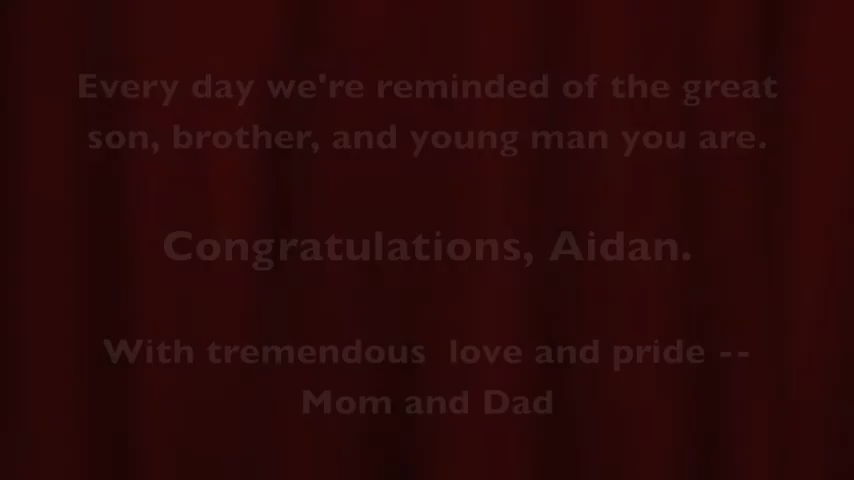 Every day we're reminded of the great
son, brother, and young man you are.
Congratulations, Aidan.
With tremendous  love and pride --
Mom and Dad